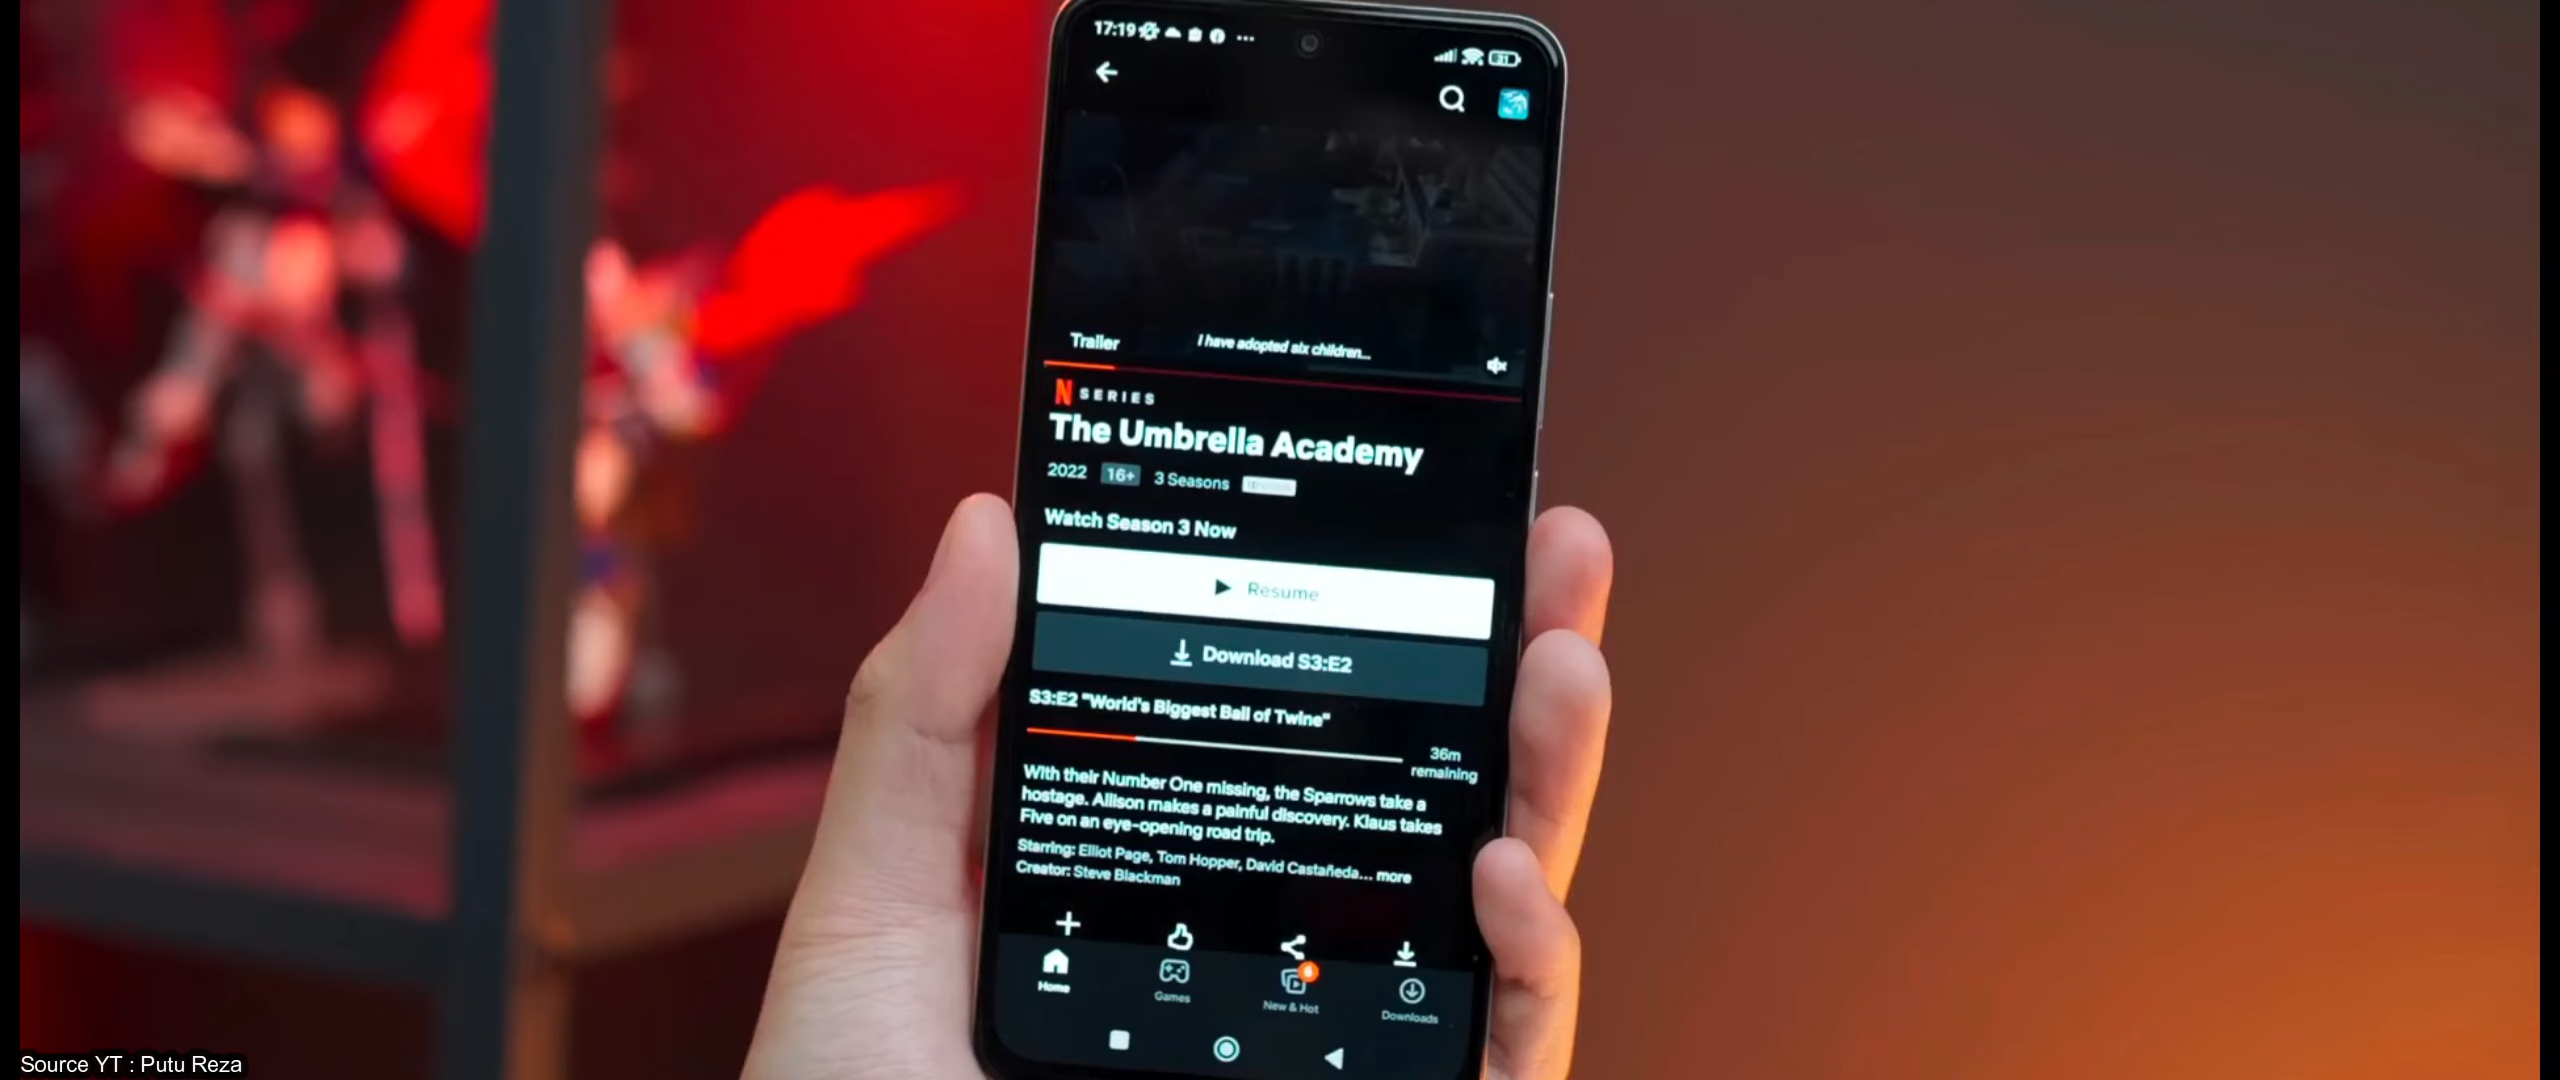 17:19
31
Trailer
I have adopted six children...
N SERIES
The Umbrella Academy
2022 16+ 3 Seasons
Watch Season 3 Now
Resume
Download S3:E2
S3:E2 "World's Biggest Ball of Twine"
36m
remaining
With their Number One missing, the Sparrows take a
hostage. Allison makes a painful discovery. Klaus takes
Five on an eye-opening road trip.
Starring: Elliot Page, Tom Hopper, David Castañeda... more
Creator: Steve Blackman
Home Games New & Hot Downloads
Source YT : Putu Reza